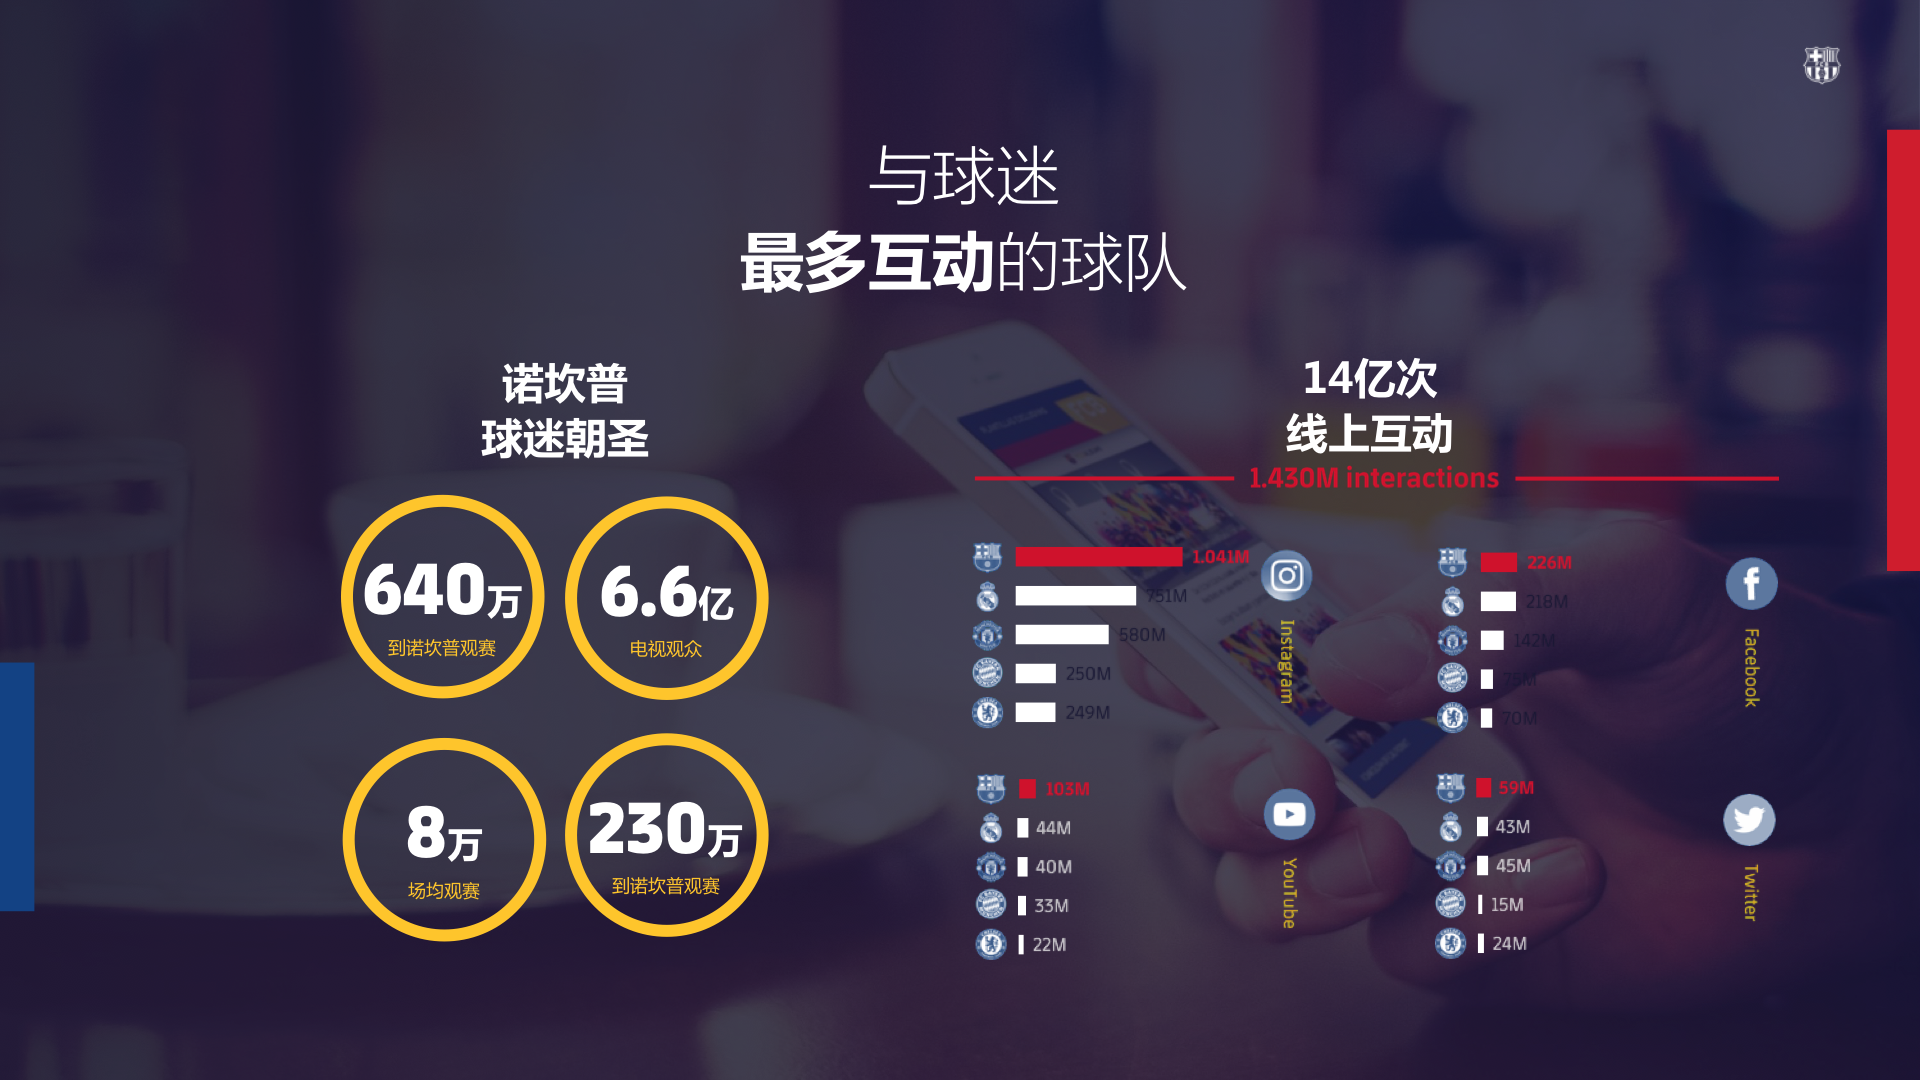 与球迷
最多互动的球队
诺坎普
球迷朝圣
640万
到诺坎普观赛
6.6亿
电视观众
8万
场均观赛
230万
到诺坎普观赛
14亿次
线上互动
1.430M interactions
1.041M
751M
580M
250M
249M
Instagram
226M
218M
142M
75M
70M
Facebook
103M
44M
40M
33M
22M
YouTube
59M
43M
45M
15M
24M
Twitter